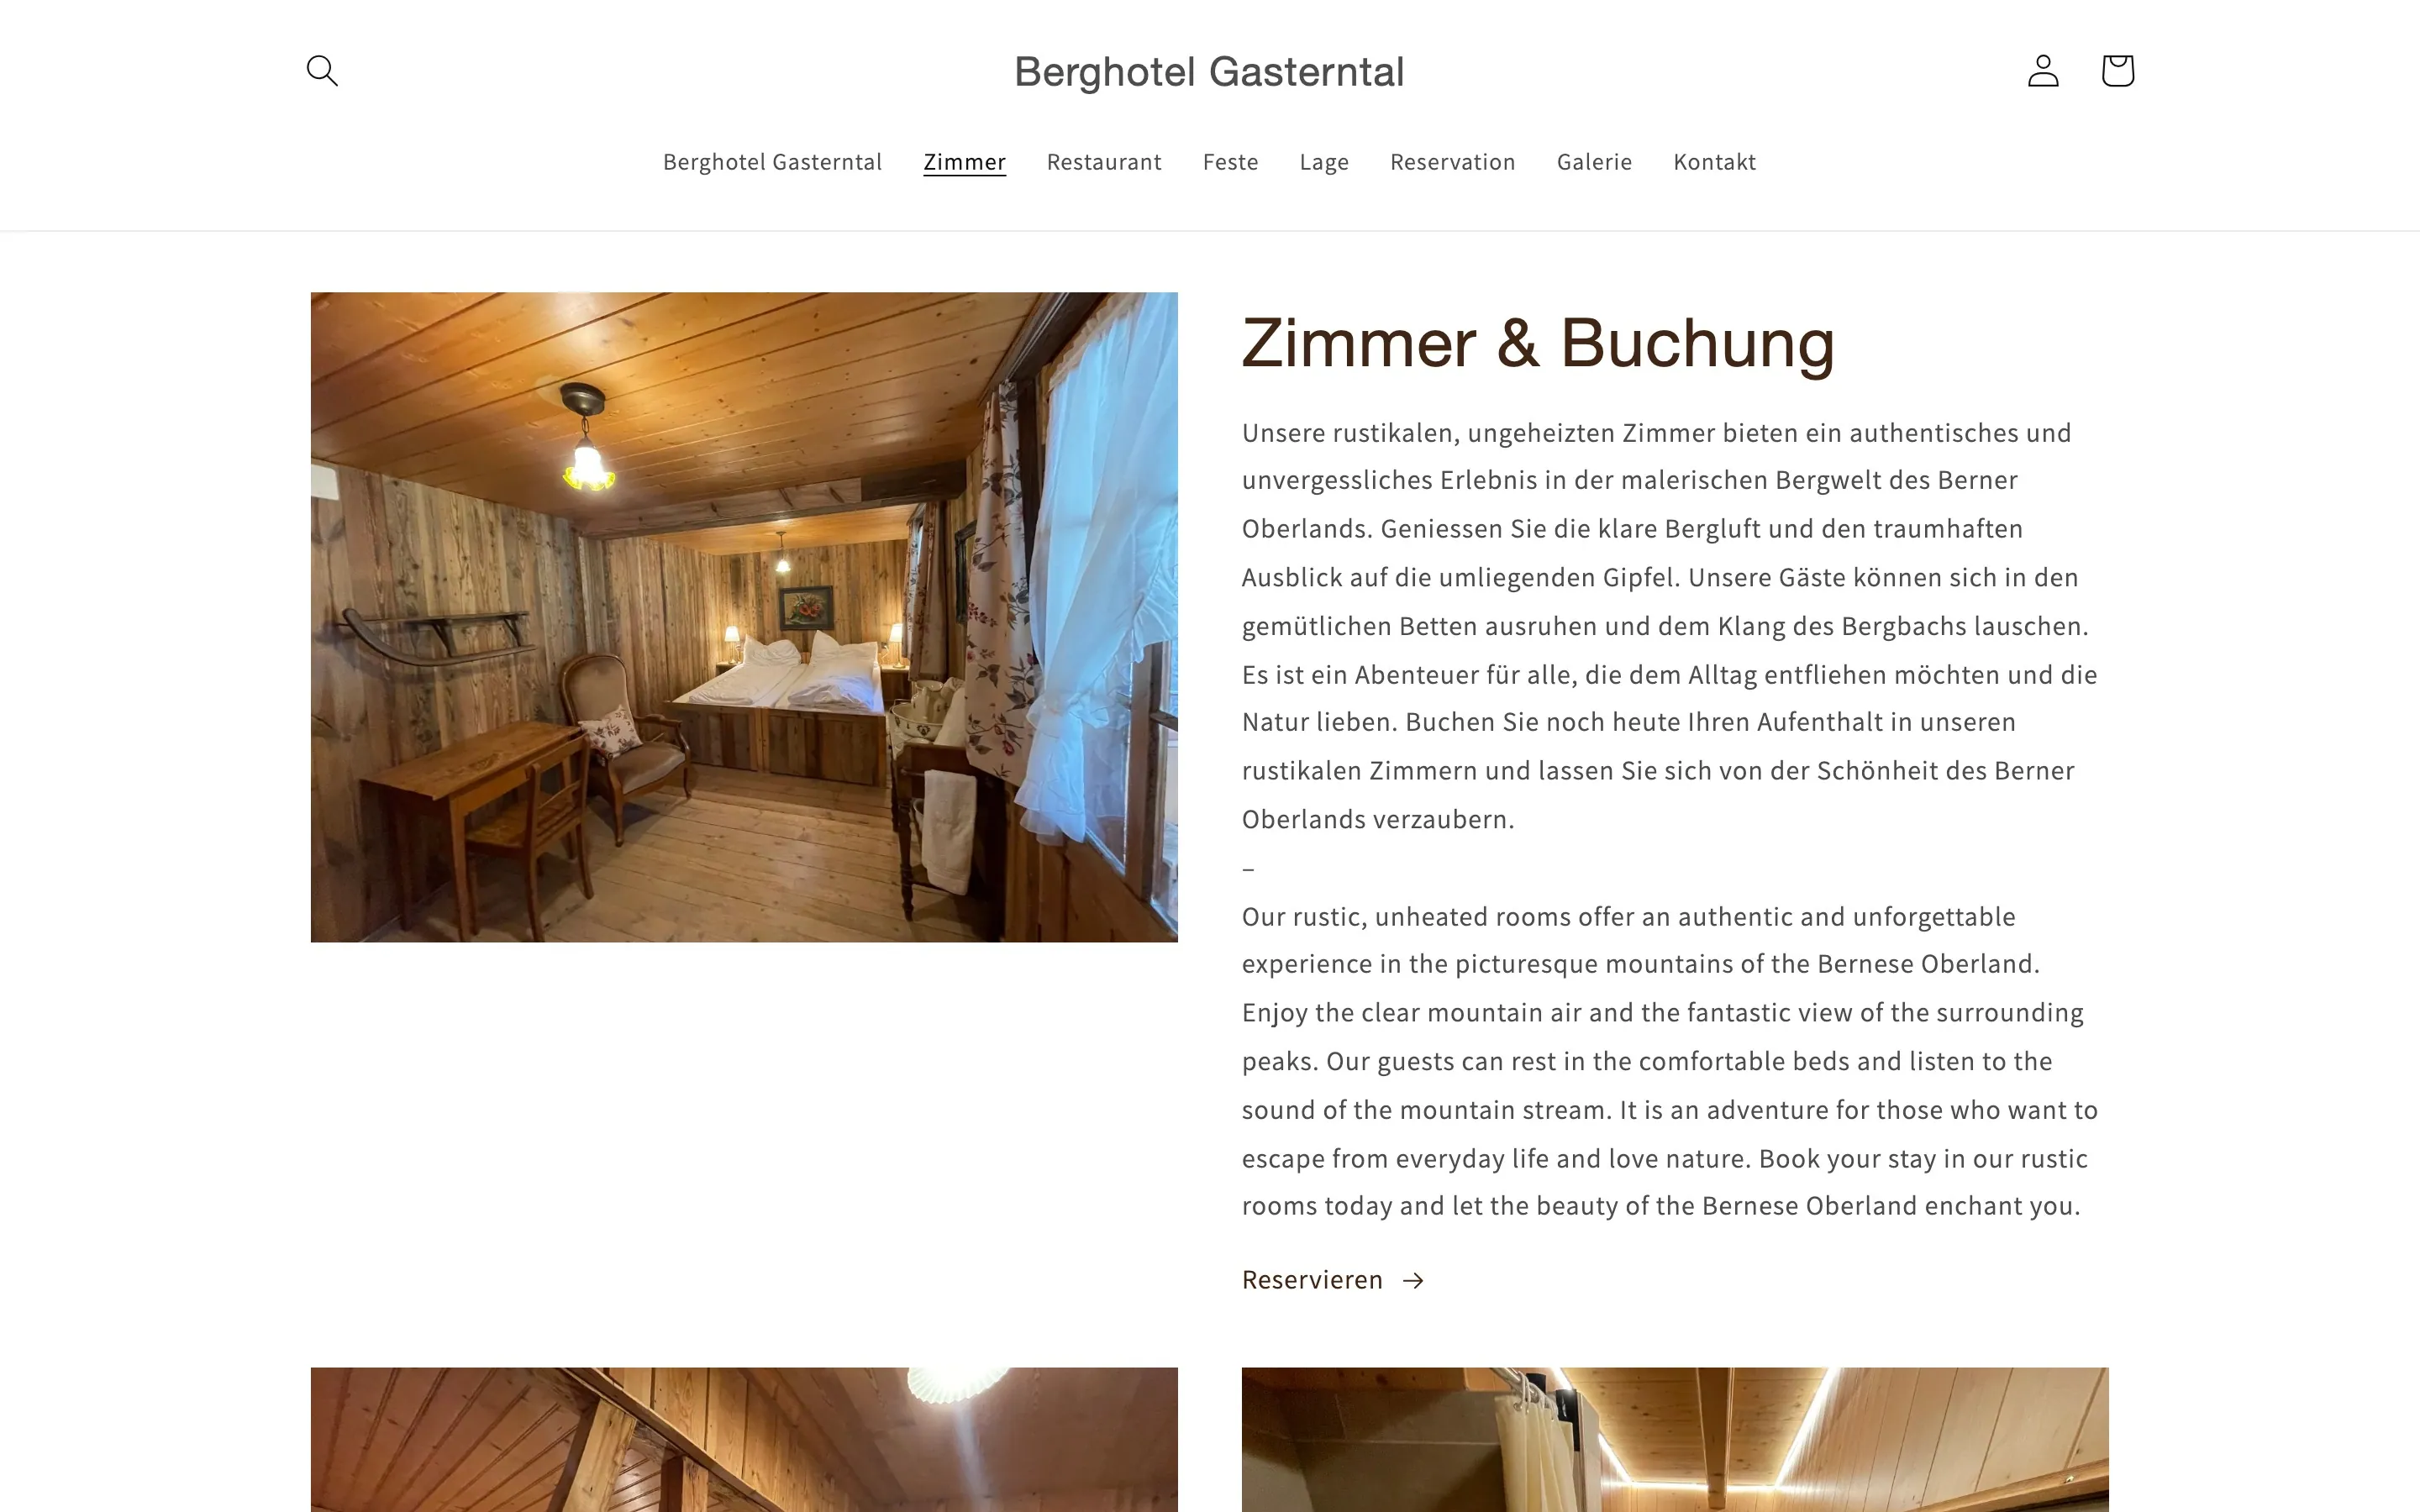 Berghotel Gasterntal
Berghotel Gasterntal Zimmer Restaurant Feste Lage Reservation Galerie Kontakt
Zimmer & Buchung
Unsere rustikalen, ungeheizten Zimmer bieten ein authentisches und
unvergessliches Erlebnis in der malerischen Bergwelt des Berner
Oberlands. Geniessen Sie die klare Bergluft und den traumhaften
Ausblick auf die umliegenden Gipfel. Unsere Gäste können sich in den
gemütlichen Betten ausruhen und dem Klang des Bergbachs lauschen.
Es ist ein Abenteuer für alle, die dem Alltag entfliehen möchten und die
Natur lieben. Buchen Sie noch heute Ihren Aufenthalt in unseren
rustikalen Zimmern und lassen Sie sich von der Schönheit des Berner
Oberlands verzaubern.
–
Our rustic, unheated rooms offer an authentic and unforgettable
experience in the picturesque mountains of the Bernese Oberland.
Enjoy the clear mountain air and the fantastic view of the surrounding
peaks. Our guests can rest in the comfortable beds and listen to the
sound of the mountain stream. It is an adventure for those who want to
escape from everyday life and love nature. Book your stay in our rustic
rooms today and let the beauty of the Bernese Oberland enchant you.
Reservieren →